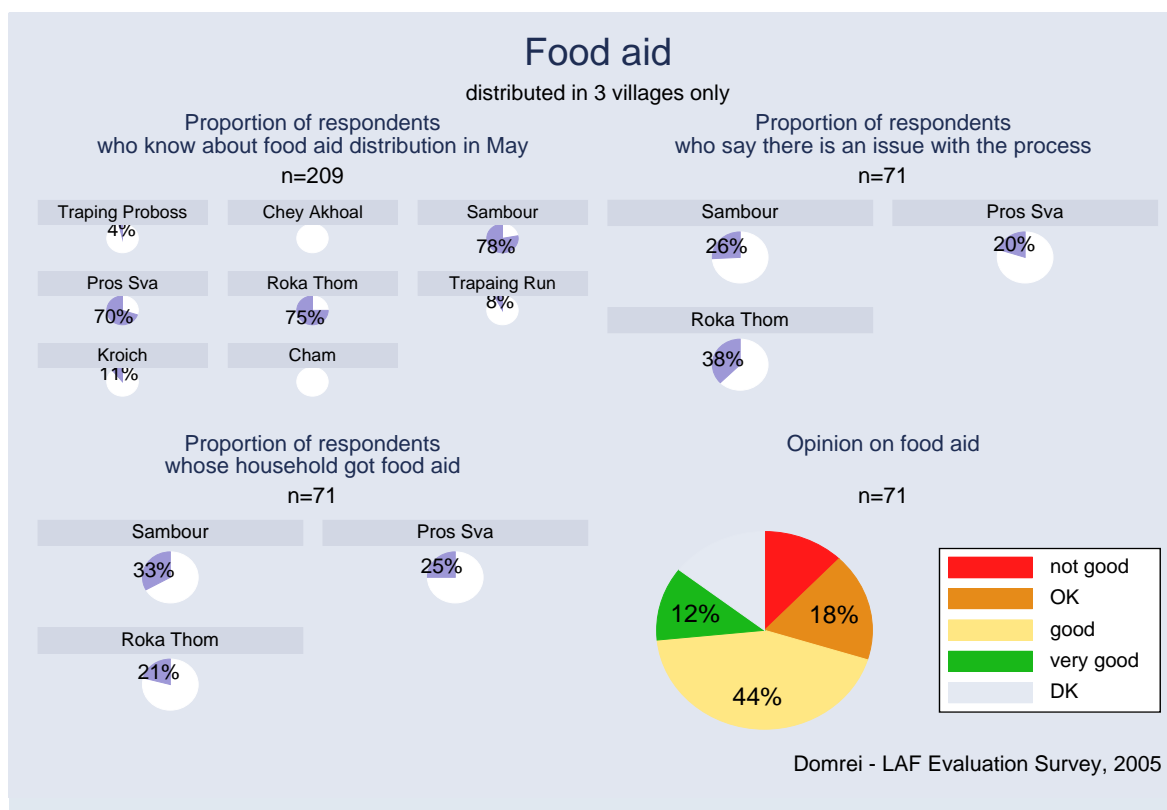 Food aid
distributed in 3 villages only
Proportion of respondents
who know about food aid distribution in May
n=209
Traping Proboss
4%
Chey Akhoal
Sambour
78%
Pros Sva
70%
Roka Thom
75%
Trapaing Run
8%
Kroich
11%
Cham
Proportion of respondents
who say there is an issue with the process
n=71
Sambour
26%
Pros Sva
20%
Roka Thom
38%
Proportion of respondents
whose household got food aid
n=71
Sambour
33%
Pros Sva
25%
Roka Thom
21%
Opinion on food aid
n=71
12%
18%
44%
not good
OK
good
very good
DK
Domrei - LAF Evaluation Survey, 2005